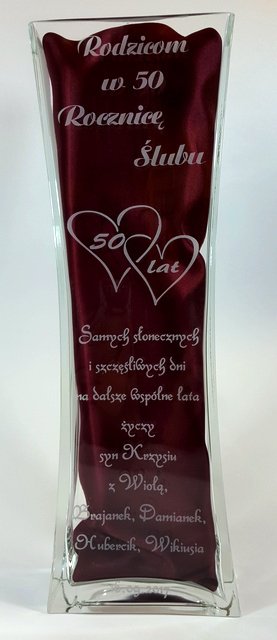 Rodzicom
w 50
Rocznicę
Ślubu
50
lat
Samych słonecznych
i szczęśliwych dni
na dalsze wspólne lata
życzy
syn Krzysiu
z Wiolą,
Brajanek, Damianek,
Hubercik, Wikiusia